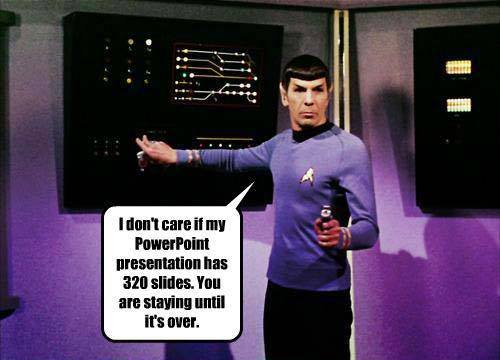 I don't care if my
PowerPoint
presentation has
320 slides. You
are staying until
it's over.